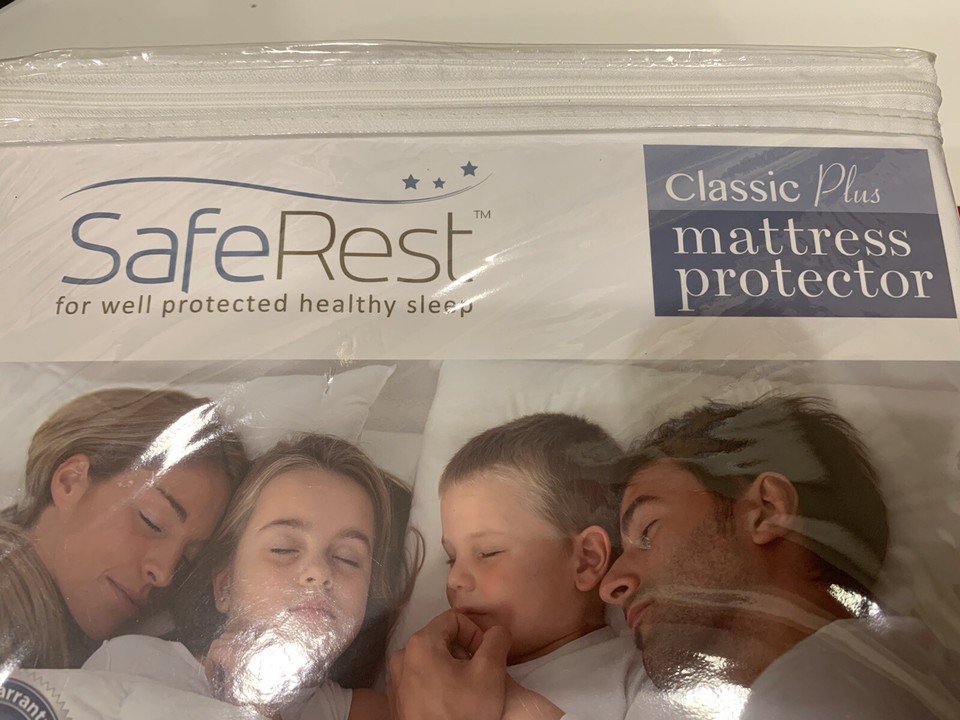 SafeRest™
for well protected healthy sleep
Classic Plus
mattress
protector